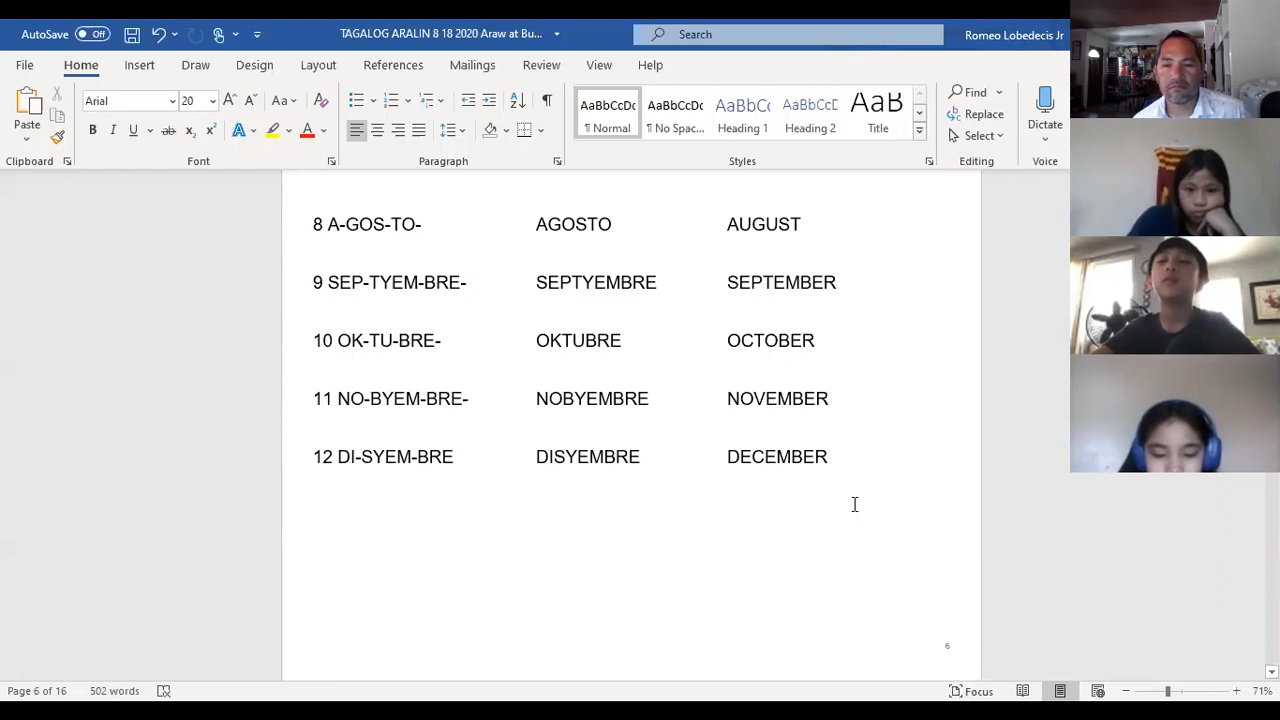 AutoSave Off TAGALOG ARALIN 8 18 2020 Araw at Bu... Search Romeo Lobedecis Jr
File Home Insert Draw Design Layout References Mailings Review View Help
Paste Arial 20 AaBbCcDc AaBbCcDc AaBbCc AaBbCcD AaB Find Replace Select Dictate
¶ Normal ¶ No Spac... Heading 1 Heading 2 Title
Clipboard Font Paragraph Styles Editing Voice
8 A-GOS-TO- AGOSTO AUGUST
9 SEP-TYEM-BRE- SEPTYEMBRE SEPTEMBER
10 OK-TU-BRE- OKTUBRE OCTOBER
11 NO-BYEM-BRE- NOBYEMBRE NOVEMBER
12 DI-SYEM-BRE DISYEMBRE DECEMBER
6
Page 6 of 16 502 words Focus 71%